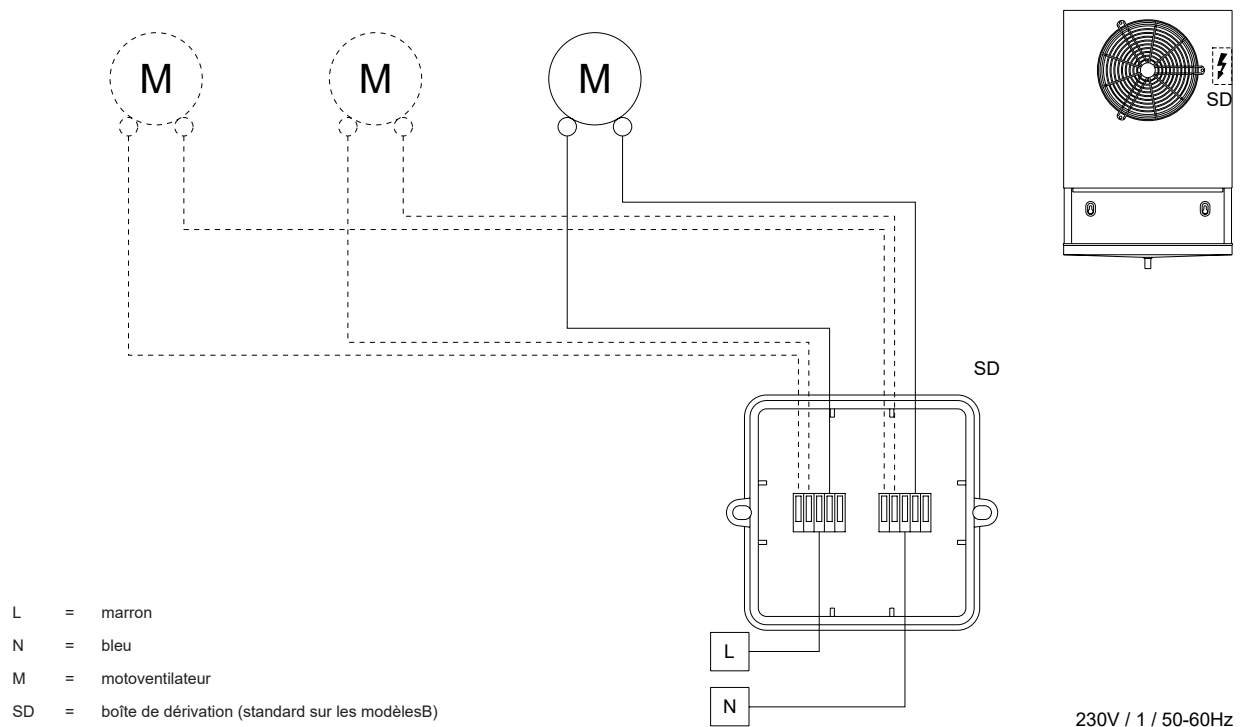 M M M
SD
SD
L = marron
N = bleu
M = motoventilateur
SD = boîte de dérivation (standard sur les modèlesB)
L
N
230V / 1 / 50-60Hz